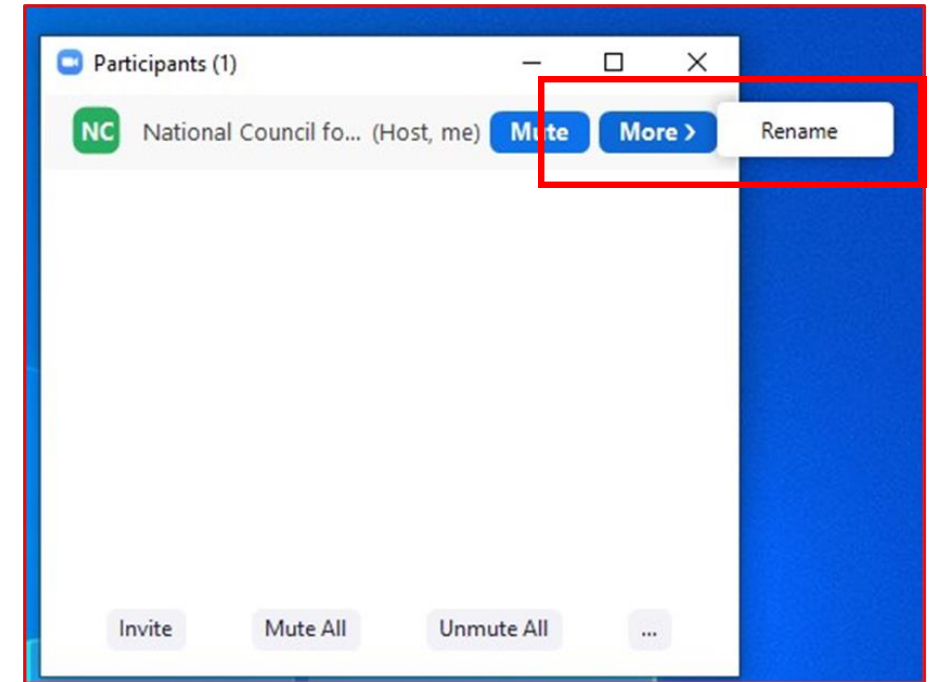 Participants (1)
NC National Council fo... (Host, me) Mute More > Rename
Invite Mute All Unmute All ...